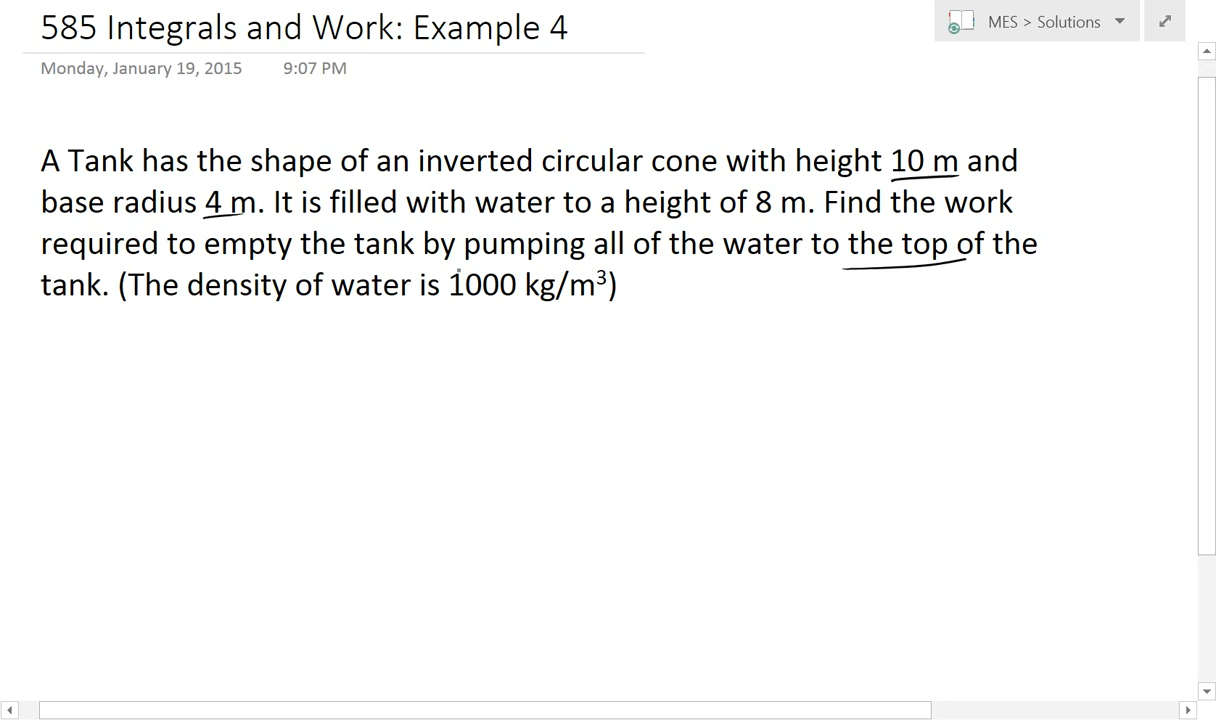 585 Integrals and Work: Example 4
MES > Solutions
Monday, January 19, 2015 9:07 PM
A Tank has the shape of an inverted circular cone with height 10 m and
base radius 4 m. It is filled with water to a height of 8 m. Find the work
required to empty the tank by pumping all of the water to the top of the
tank. (The density of water is 1000 kg/m³)